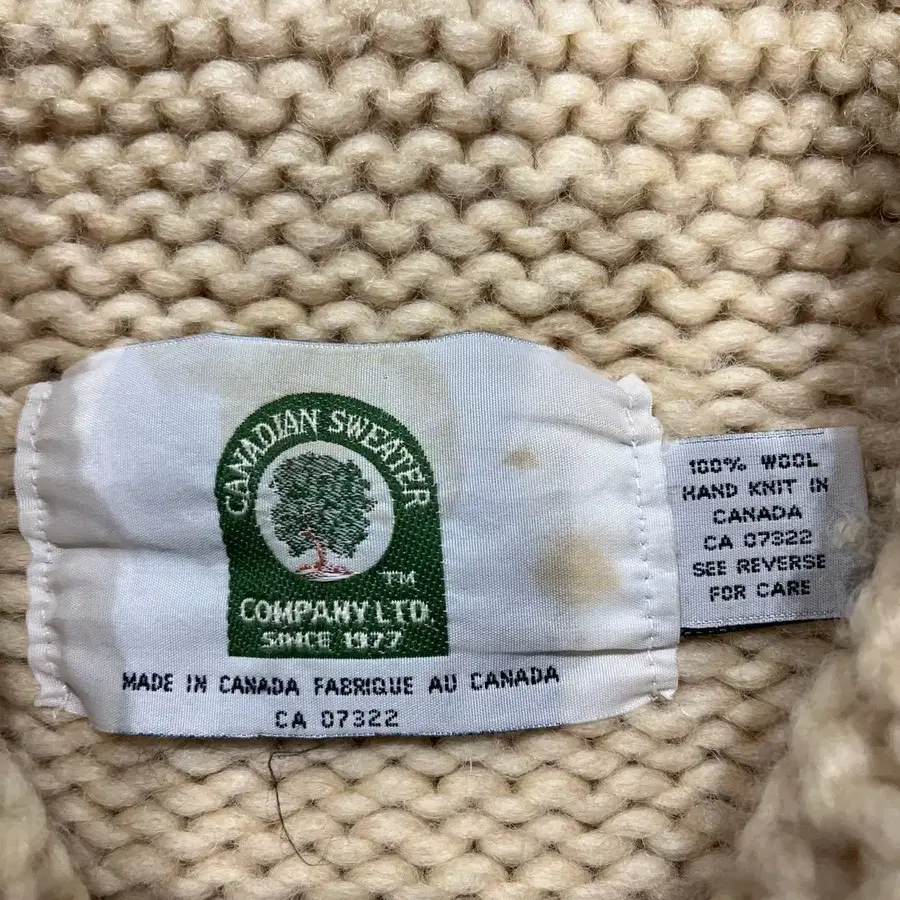 CANADIAN SWEATER
TM
COMPANY LTD.
SINCE 1977
MADE IN CANADA FABRIQUE AU CANADA
CA 07322
100% WOOL
HAND KNIT IN
CANADA
CA 07322
SEE REVERSE
FOR CARE